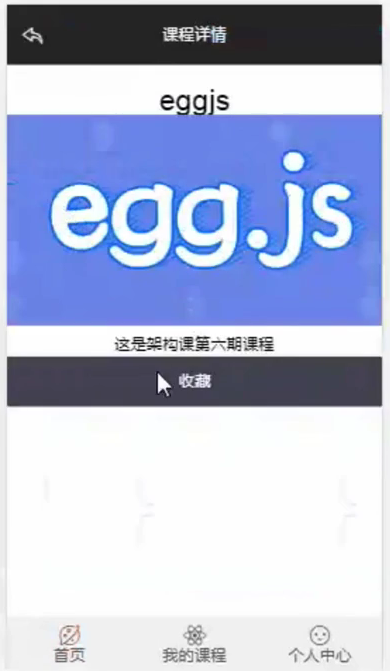 课程详情
eggjs
egg.js
这是架构课第六期课程
收藏
首页
我的课程
个人中心